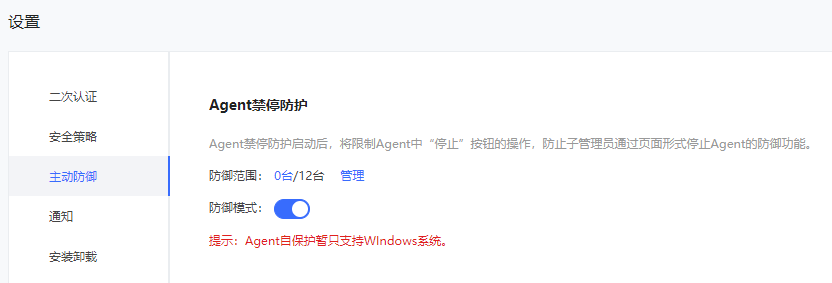 设置
二次认证
安全策略
主动防御
通知
安装卸载
Agent禁停防护
Agent禁停防护启动后，将限制Agent中“停止”按钮的操作，防止子管理员通过页面形式停止Agent的防御功能。
防御范围： 0台/12台 管理
防御模式：
提示：Agent自保护暂只支持WIndows系统。